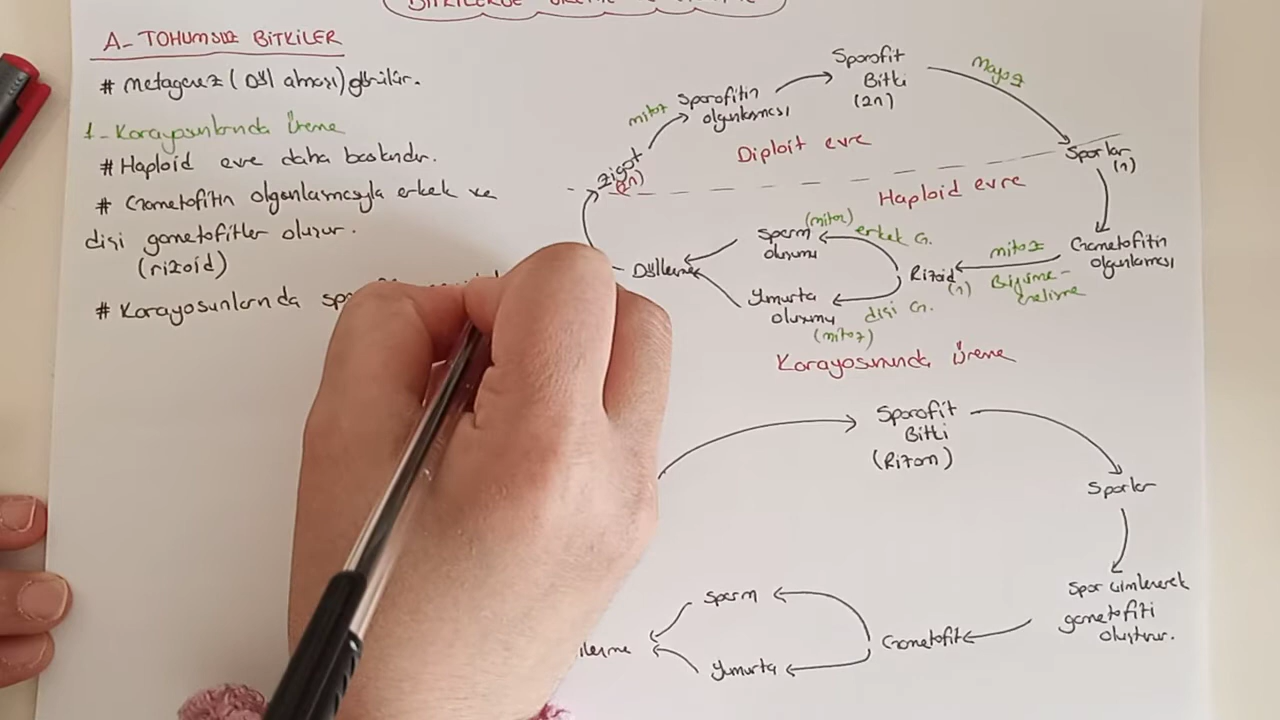 A- TOHUMSUZ BİTKİLER
# Metagenez (Döl alması) görülür.
1- Karayosunlarında Üreme
# Haploid evre daha baskındır.
# Gametofitin olgunlaşmasıyla erkek ve
dişi gametofitler oluşur.
(rizoid)
# Karayosunlarında
Sporofit
Bitki
(2n)
mayoz
mitoz
Sporofitin
olgunlaşması
Diploit evre
Zigot
(2n)
Sporlar
(n)
Haploid evre
Sperm (mitoz)
oluşumu
erkek G.
Gametofitin
olgunlaması
mitoz
Rizoid
(n)
Büyüme-
Gelişme
Döllenme
Yumurta
oluşumu
dişi G.
(mitoz)
Karayosununda Üreme
Sporofit
Bitki
(Rizom)
Sporlar
Spor çimlenerek
gametofiti
oluşturur.
Gametofit
Sperm
Yumurta